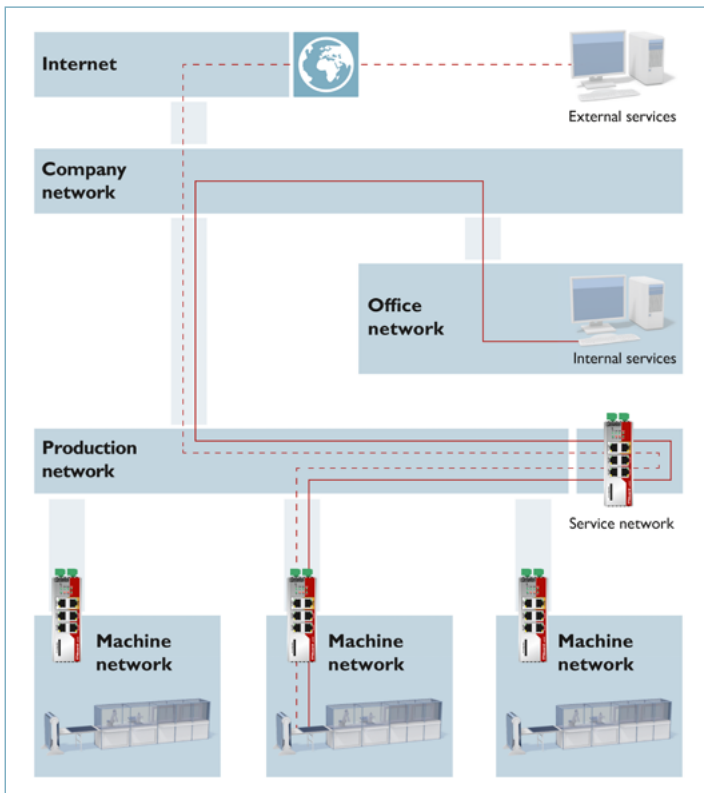 Internet
External services
Company
network
Office
network
Internal services
Production
network
Service network
Machine
network
Machine
network
Machine
network